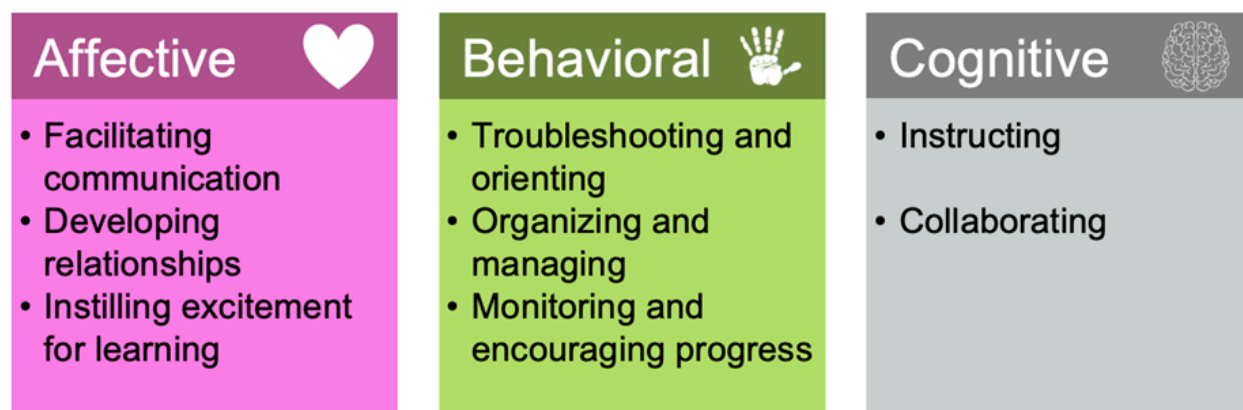 Affective
• Facilitating
communication
• Developing
relationships
• Instilling excitement
for learning
Behavioral
• Troubleshooting and
orienting
• Organizing and
managing
• Monitoring and
encouraging progress
Cognitive
• Instructing
• Collaborating